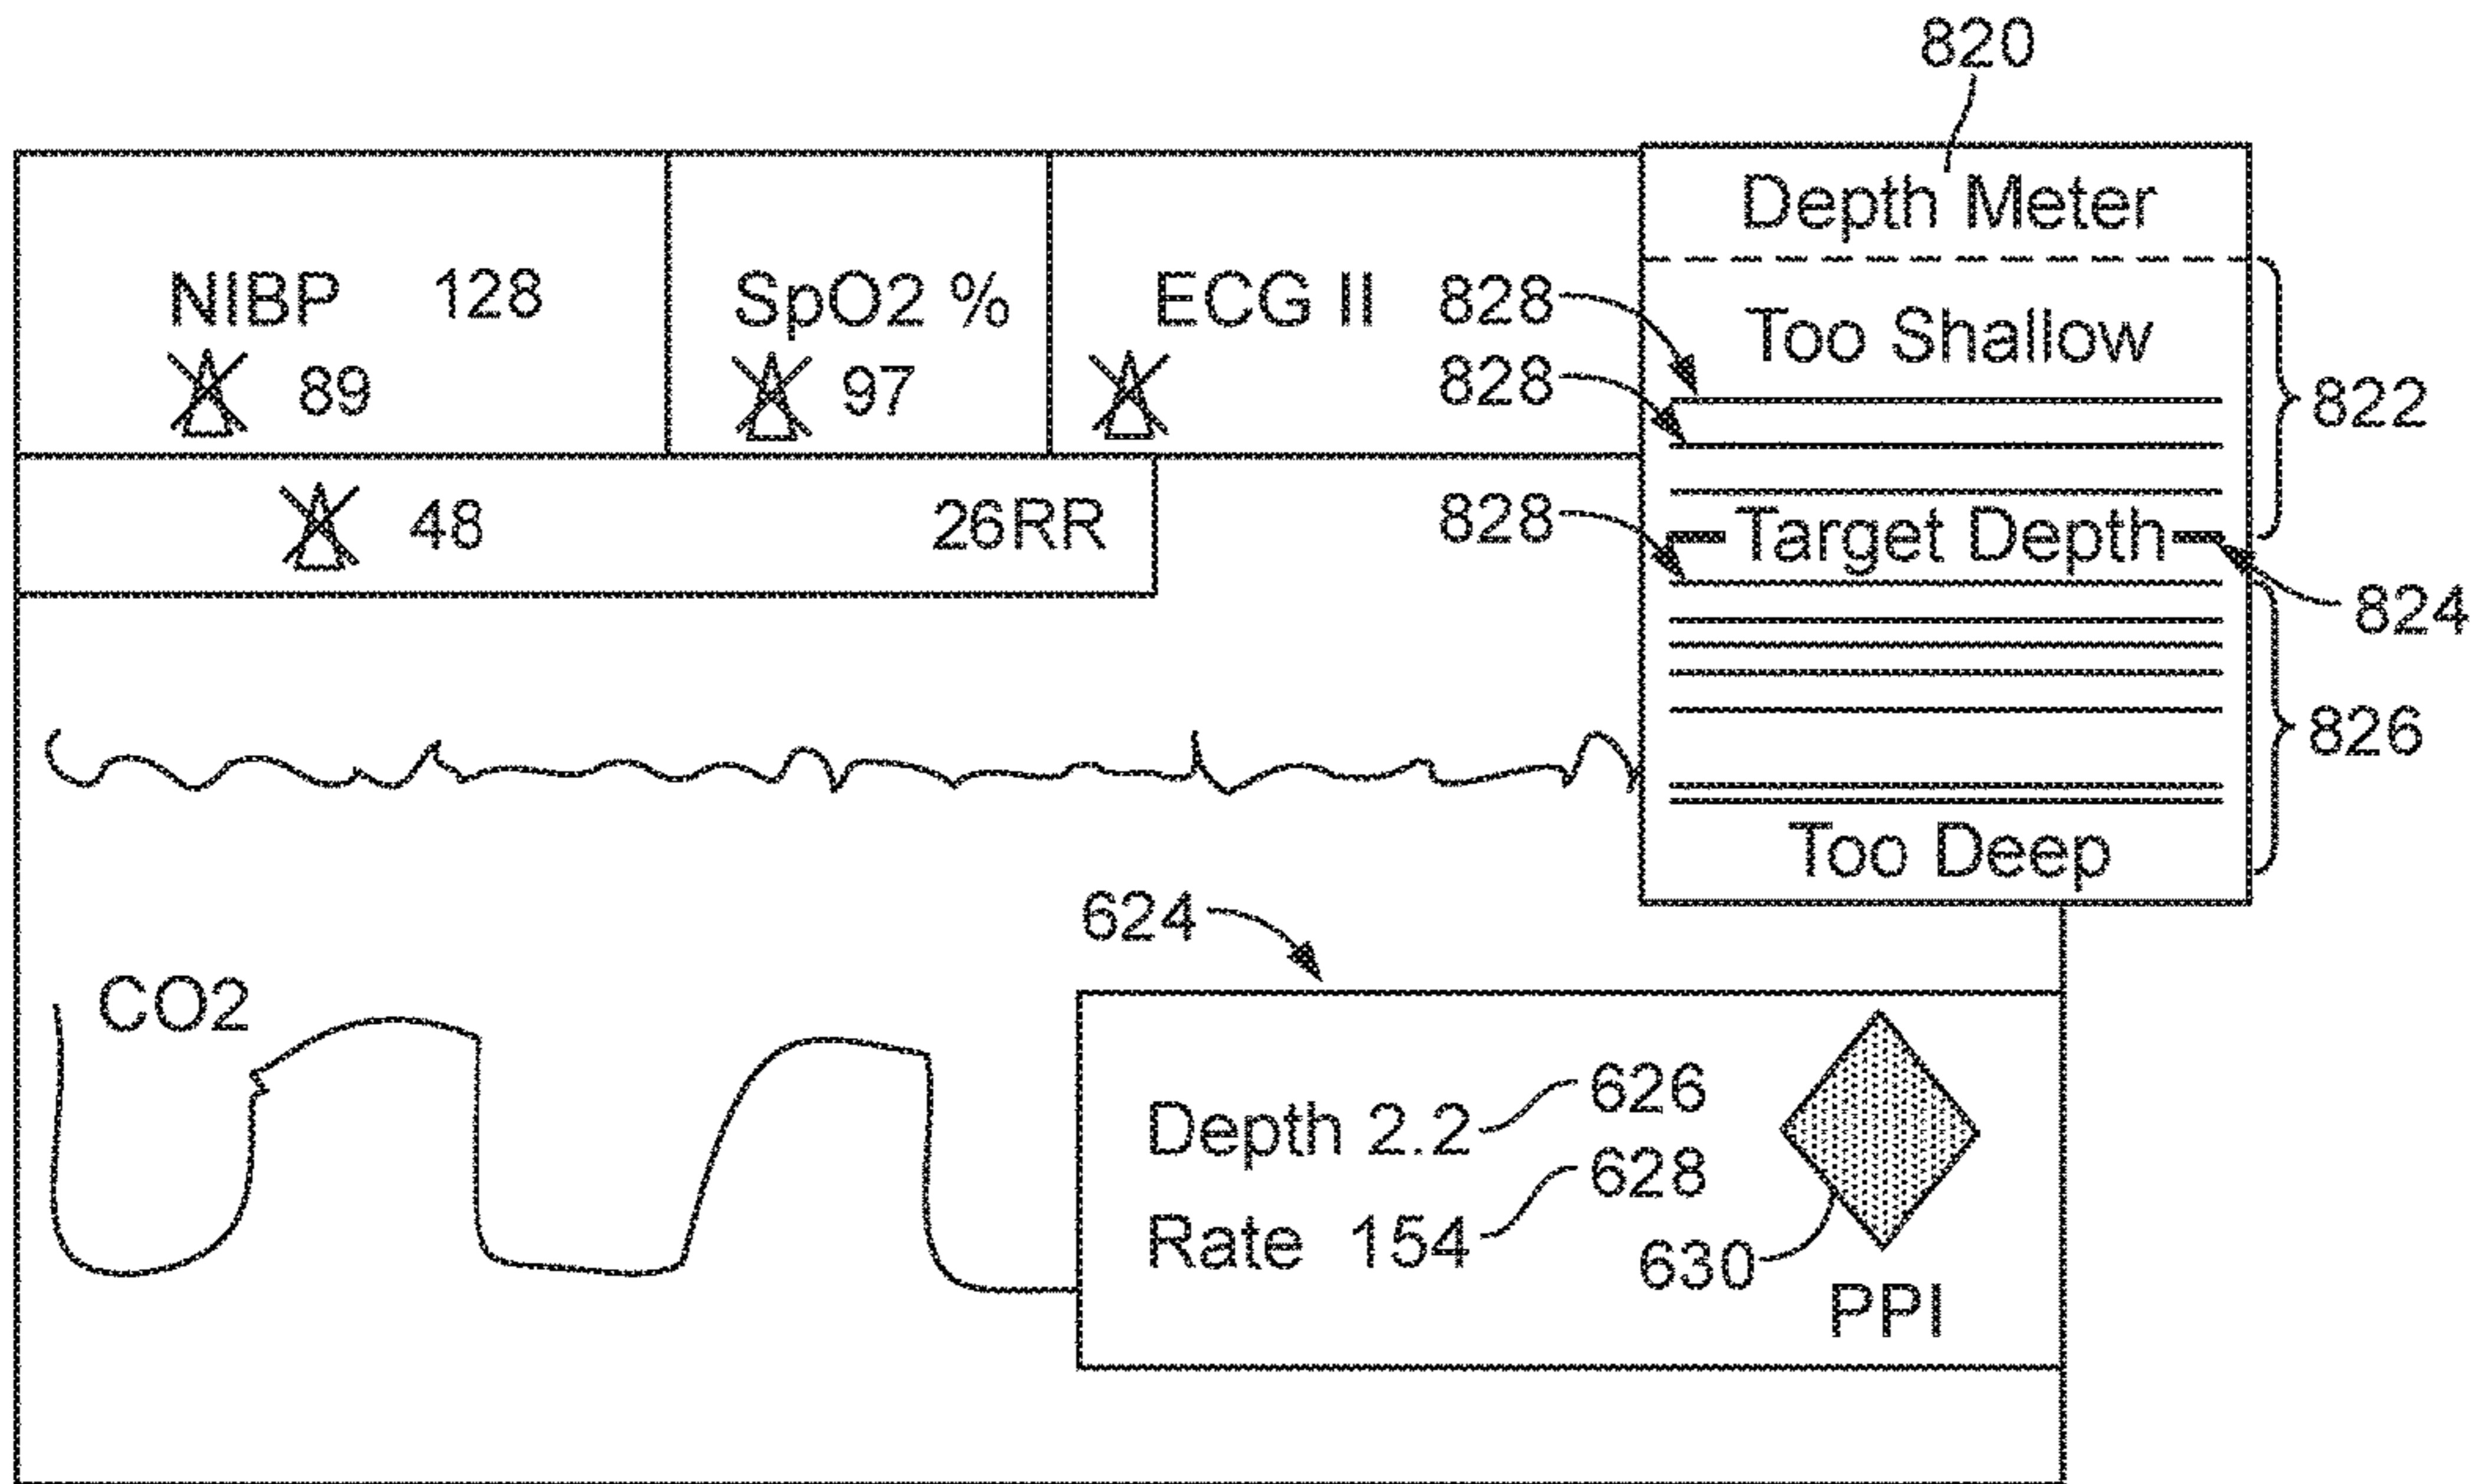 820
Depth Meter
NIBP 128
SpO2 %
ECG II
828
Too Shallow
89
97
828
822
48
26RR
828
Target Depth
824
826
Too Deep
624
CO2
Depth 2.2
626
Rate 154
628
630
PPI